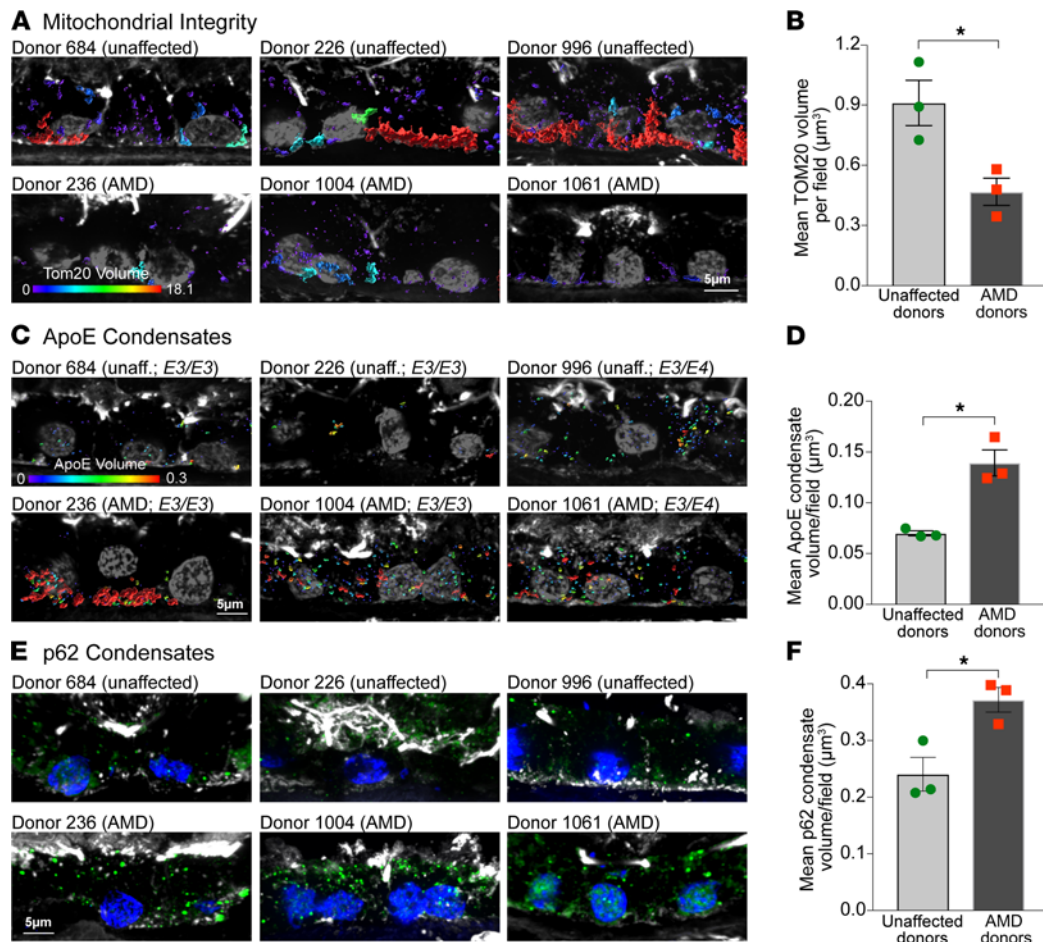 A Mitochondrial Integrity
Donor 684 (unaffected)
Donor 226 (unaffected)
Donor 996 (unaffected)
Donor 236 (AMD)
Donor 1004 (AMD)
Donor 1061 (AMD)
Tom20 Volume
0
18.1
5µm
B
*
Mean TOM20 volume
per field (µm³)
1.2
0.9
0.6
0.3
0.0
Unaffected
donors
AMD
donors
C ApoE Condensates
Donor 684 (unaff.; E3/E3)
Donor 226 (unaff.; E3/E3)
Donor 996 (unaff.; E3/E4)
ApoE Volume
0
0.3
Donor 236 (AMD; E3/E3)
Donor 1004 (AMD; E3/E3)
Donor 1061 (AMD; E3/E4)
5µm
D
*
Mean ApoE condensate
volume/field (µm³)
0.20
0.15
0.10
0.05
0.00
Unaffected
donors
AMD
donors
E p62 Condensates
Donor 684 (unaffected)
Donor 226 (unaffected)
Donor 996 (unaffected)
Donor 236 (AMD)
Donor 1004 (AMD)
Donor 1061 (AMD)
5µm
F
*
Mean p62 condensate
volume/field (µm³)
0.4
0.3
0.2
0.1
0.0
Unaffected
donors
AMD
donors